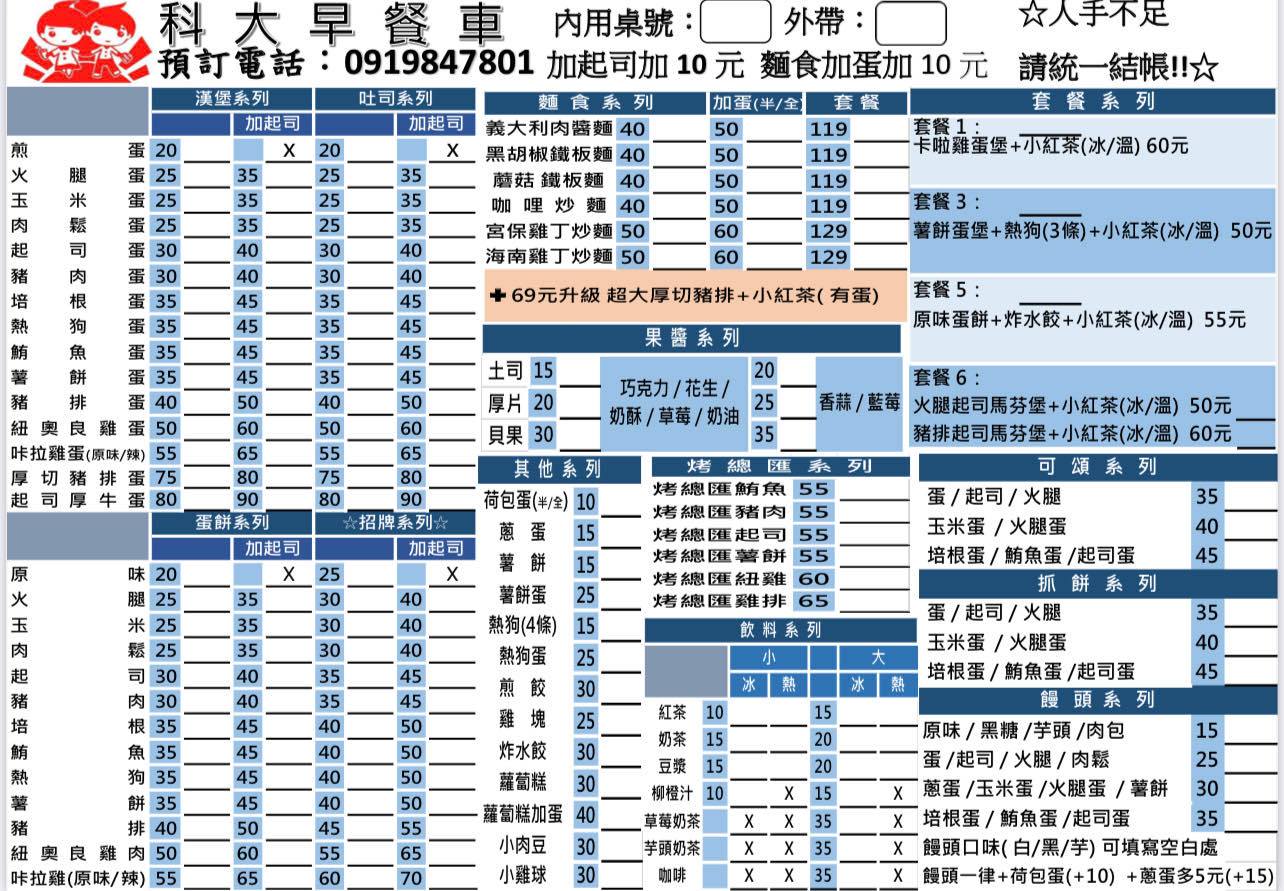 科大早餐車 內用桌號： 外帶： ☆人手不足
預訂電話：0919847801 加起司加 10 元 麵食加蛋加 10 元 請統一結帳!!☆
漢堡系列 吐司系列
加起司 加起司
煎蛋 20 X 20 X
火腿蛋 25 35 25 35
玉米蛋 25 35 25 35
肉鬆蛋 25 35 25 35
起司蛋 30 40 30 40
豬肉蛋 30 40 30 40
培根蛋 35 45 35 45
熱狗蛋 35 45 35 45
鮪魚蛋 35 45 35 45
薯餅蛋 35 45 35 45
豬排蛋 40 50 40 50
紐奧良雞蛋 50 60 50 60
咔拉雞蛋(原味/辣) 55 65 55 65
厚切豬排蛋 75 80 75 80
起司厚牛蛋 80 90 80 90
蛋餅系列 ☆招牌系列☆
加起司 加起司
原味 20 X 25 X
火腿 25 35 30 40
玉米 25 35 30 40
肉鬆 25 35 30 40
起司 30 40 35 45
豬肉 30 40 35 45
培根 35 45 40 50
鮪魚 35 45 40 50
熱狗 35 45 40 50
薯餅 35 45 40 50
豬排 40 50 45 55
紐奧良雞肉 50 60 55 65
咔拉雞(原味/辣) 55 65 60 70
麵食系列 加蛋(半/全) 套餐
義大利肉醬麵 40 50 119
黑胡椒鐵板麵 40 50 119
蘑菇 鐵板麵 40 50 119
咖哩炒麵 40 50 119
宮保雞丁炒麵 50 60 129
海南雞丁炒麵 50 60 129
✚ 69元升級 超大厚切豬排+小紅茶( 有蛋)
果醬系列
土司 15 20
厚片 20 25
貝果 30 35
巧克力 / 花生 /
奶酥 / 草莓 / 奶油
香蒜 / 藍莓
其他系列
荷包蛋(半/全) 10
蔥蛋 15
薯餅 15
薯餅蛋 25
熱狗(4條) 15
熱狗蛋 25
煎餃 30
雞塊 25
炸水餃 30
蘿蔔糕 30
蘿蔔糕加蛋 40
小肉豆 30
小雞球 30
烤總匯系列
烤總匯鮪魚 55
烤總匯豬肉 55
烤總匯起司 55
烤總匯薯餅 55
烤總匯紐雞 60
烤總匯雞排 65
飲料系列
小 大
冰 熱 冰 熱
紅茶 10 15
奶茶 15 20
豆漿 15 20
柳橙汁 10 X 15 X
草莓奶茶 X X 35 X
芋頭奶茶 X X 35 X
咖啡 X X 35 X
套餐系列
套餐 1：
卡啦雞蛋堡+小紅茶(冰/溫) 60元
套餐 3：
薯餅蛋堡+熱狗(3條)+小紅茶(冰/溫) 50元
套餐 5：
原味蛋餅+炸水餃+小紅茶(冰/溫) 55元
套餐 6：
火腿起司馬芬堡+小紅茶(冰/溫) 50元
豬排起司馬芬堡+小紅茶(冰/溫) 60元
可頌系列
蛋 / 起司 / 火腿 35
玉米蛋 / 火腿蛋 40
培根蛋 / 鮪魚蛋 /起司蛋 45
抓餅系列
蛋 / 起司 / 火腿 35
玉米蛋 / 火腿蛋 40
培根蛋 / 鮪魚蛋 /起司蛋 45
饅頭系列
原味 / 黑糖 /芋頭 /肉包 15
蛋 /起司 / 火腿 / 肉鬆 25
蔥蛋 /玉米蛋 /火腿蛋 / 薯餅 30
培根蛋 / 鮪魚蛋 /起司蛋 35
饅頭口味( 白/黑/芋) 可填寫空白處
饅頭一律+荷包蛋(+10) +蔥蛋多5元(+15)